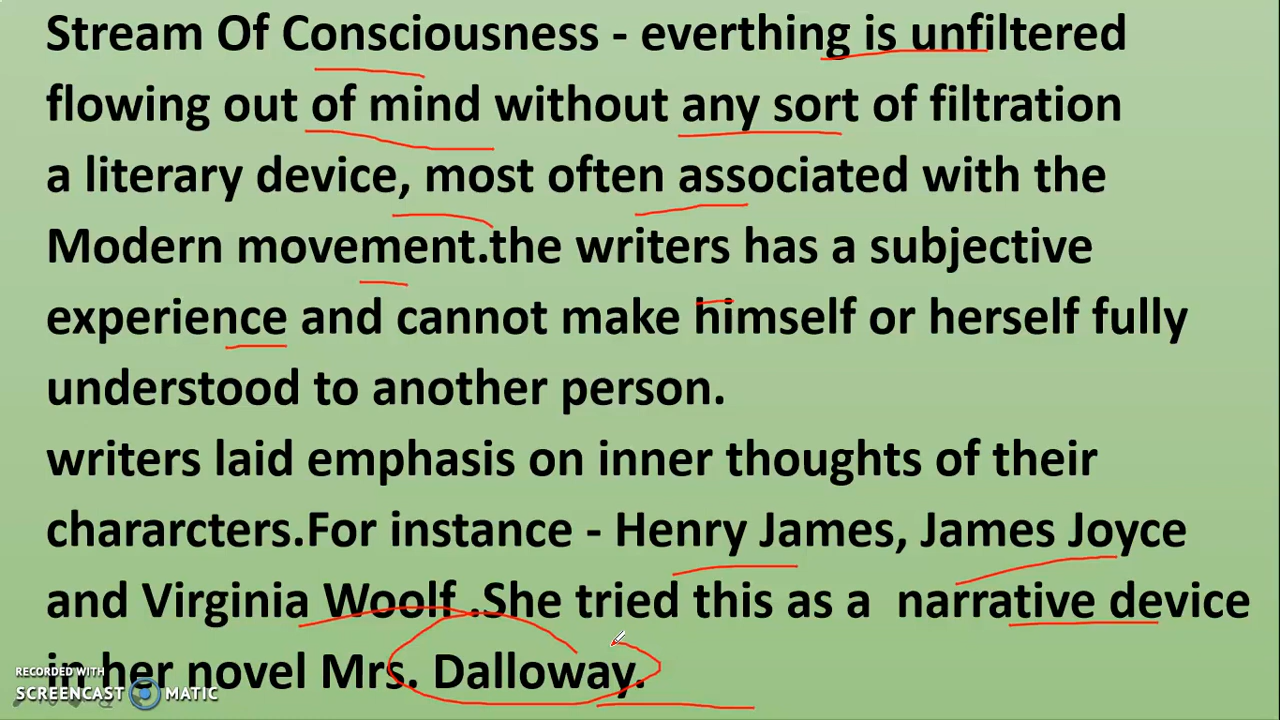 Stream Of Consciousness - everthing is unfiltered
flowing out of mind without any sort of filtration
a literary device, most often associated with the
Modern movement.the writers has a subjective
experience and cannot make himself or herself fully
understood to another person.
writers laid emphasis on inner thoughts of their
chararcters.For instance - Henry James, James Joyce
and Virginia Woolf .She tried this as a narrative device
in her novel Mrs. Dalloway.
RECORDED WITH
SCREENCAST MATIC